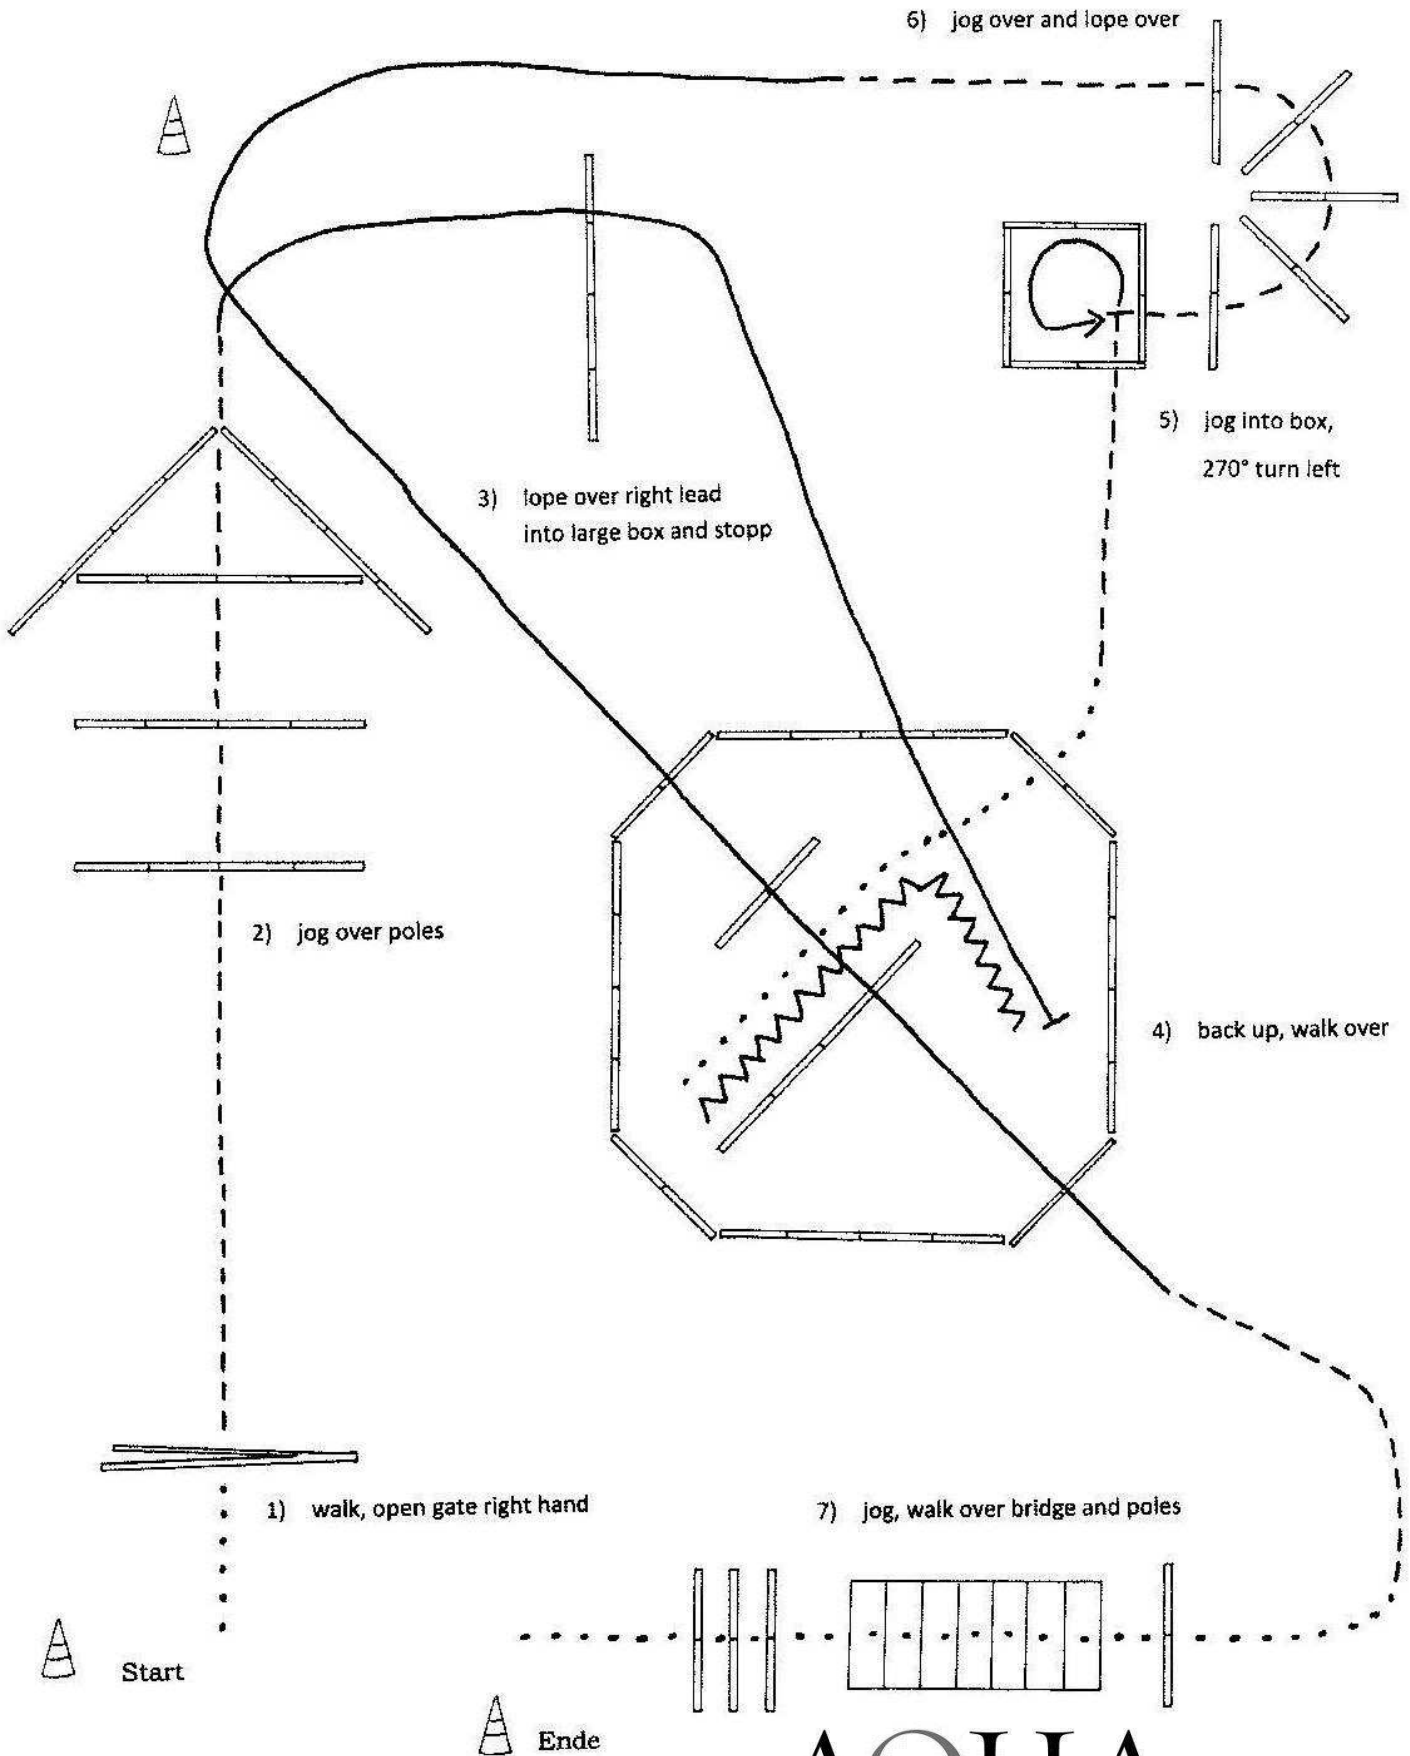 6) jog over and lope over
5) jog into box,
270° turn left
3) lope over right lead
into large box and stopp
2) jog over poles
4) back up, walk over
1) walk, open gate right hand
7) jog, walk over bridge and poles
Start
Ende